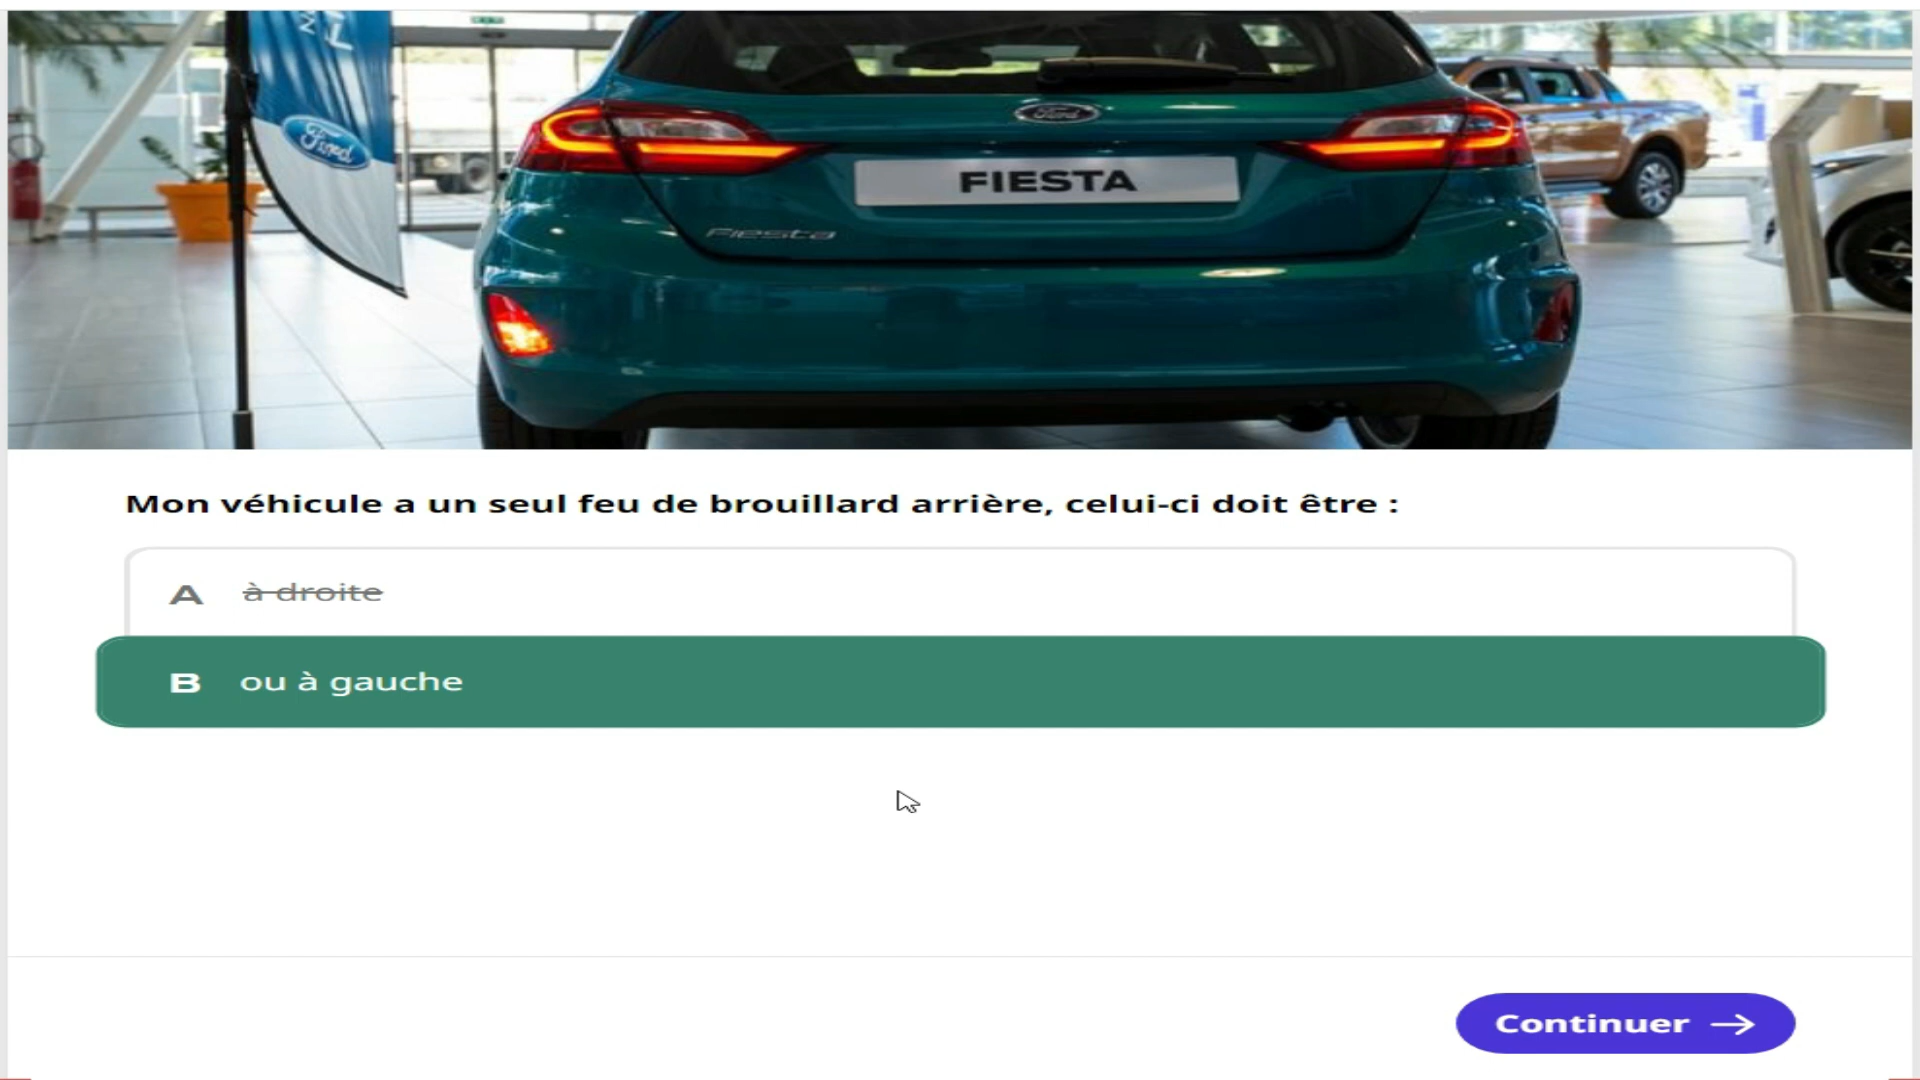 Ford
Ford
FIESTA
Fiesta
Mon véhicule a un seul feu de brouillard arrière, celui-ci doit être :
A à droite
B ou à gauche
Continuer